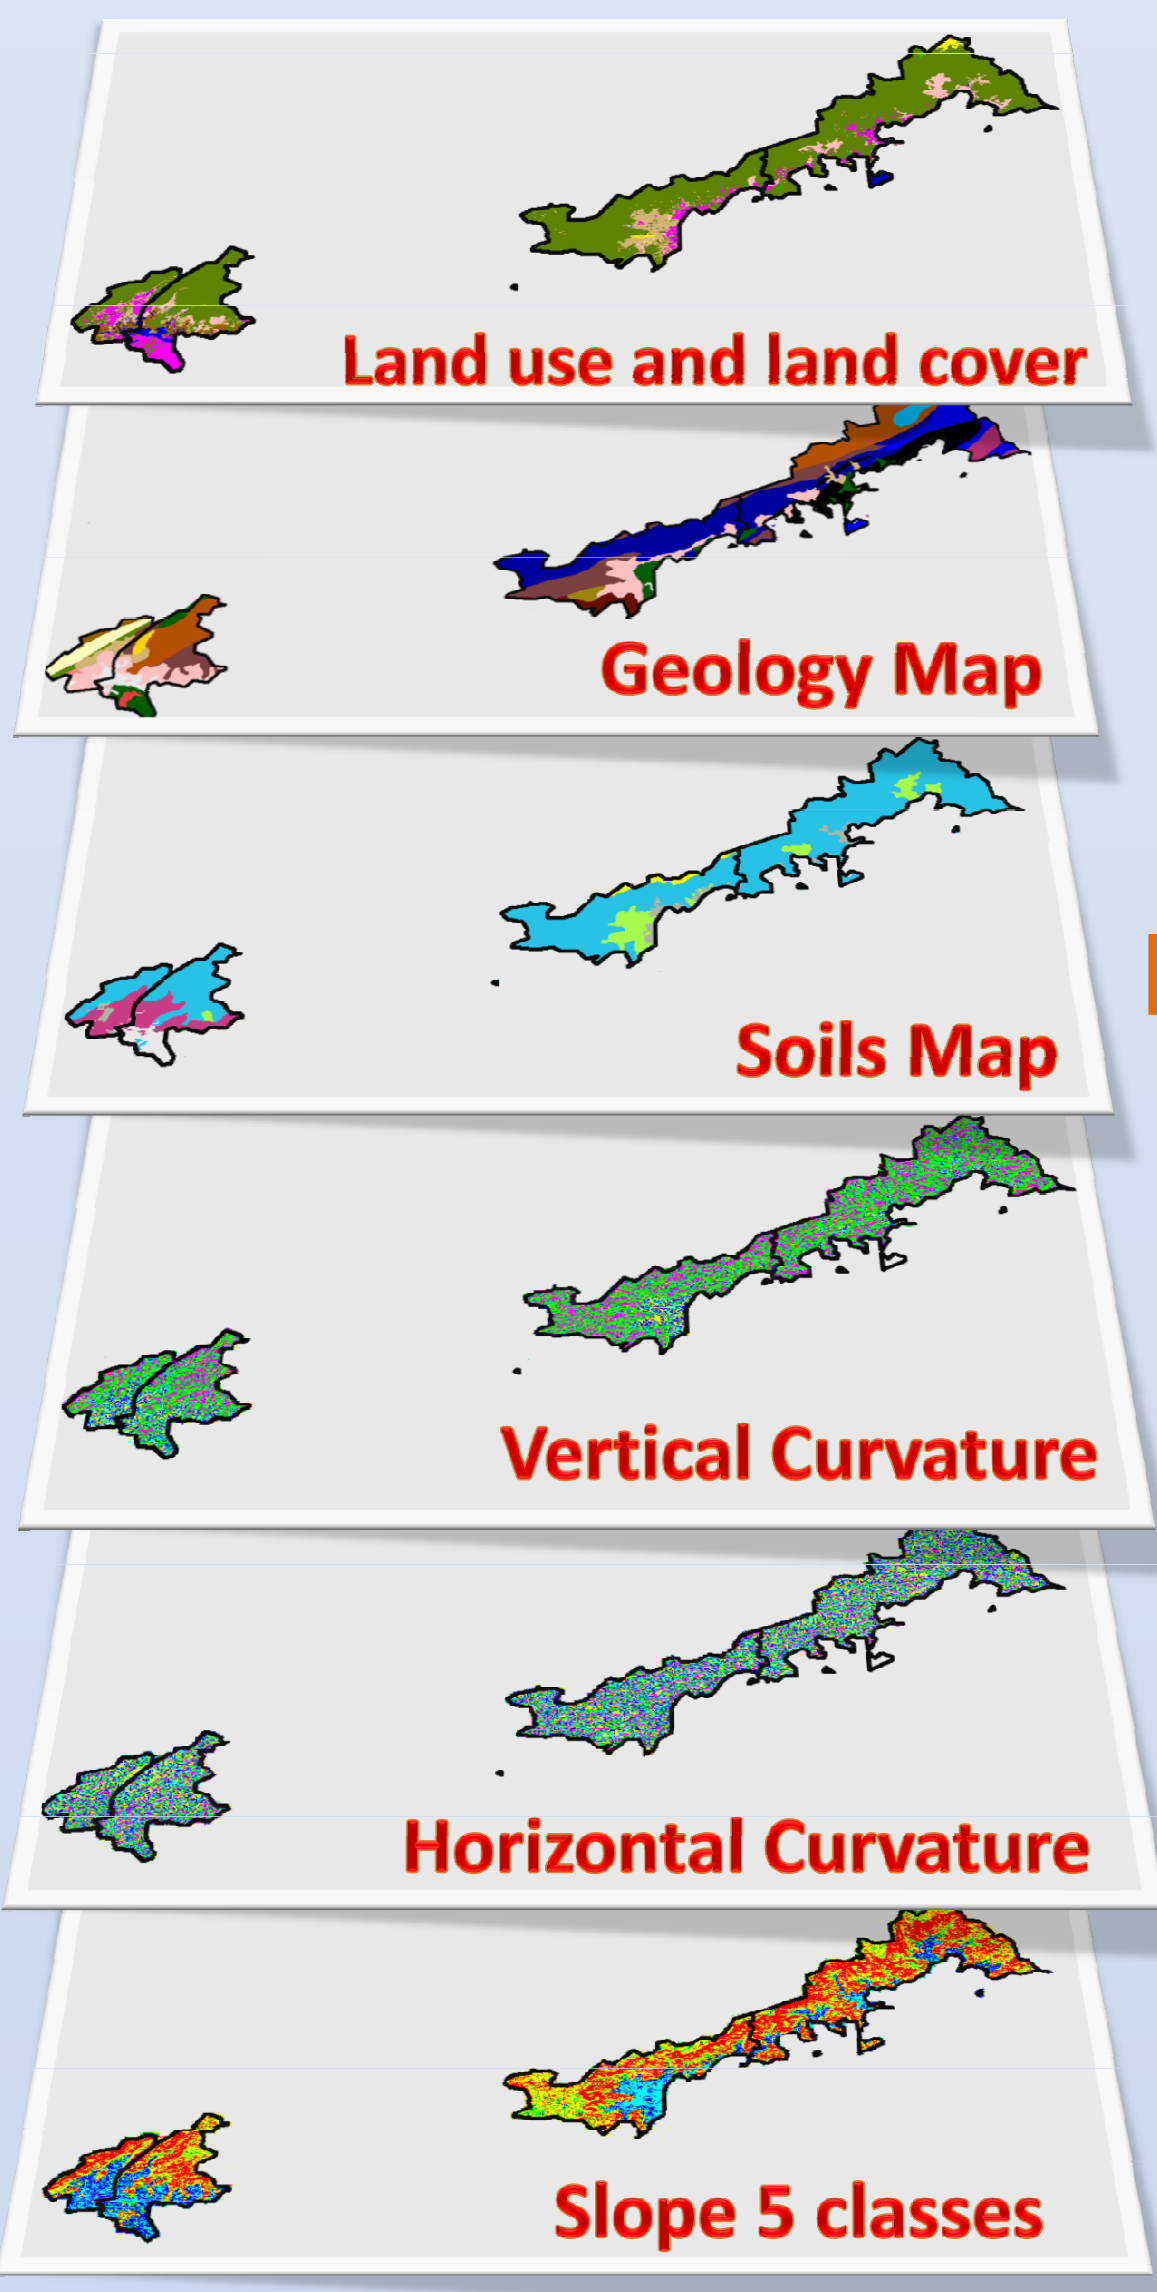 Land use and land cover
Geology Map
Soils Map
Vertical Curvature
Horizontal Curvature
Slope 5 classes